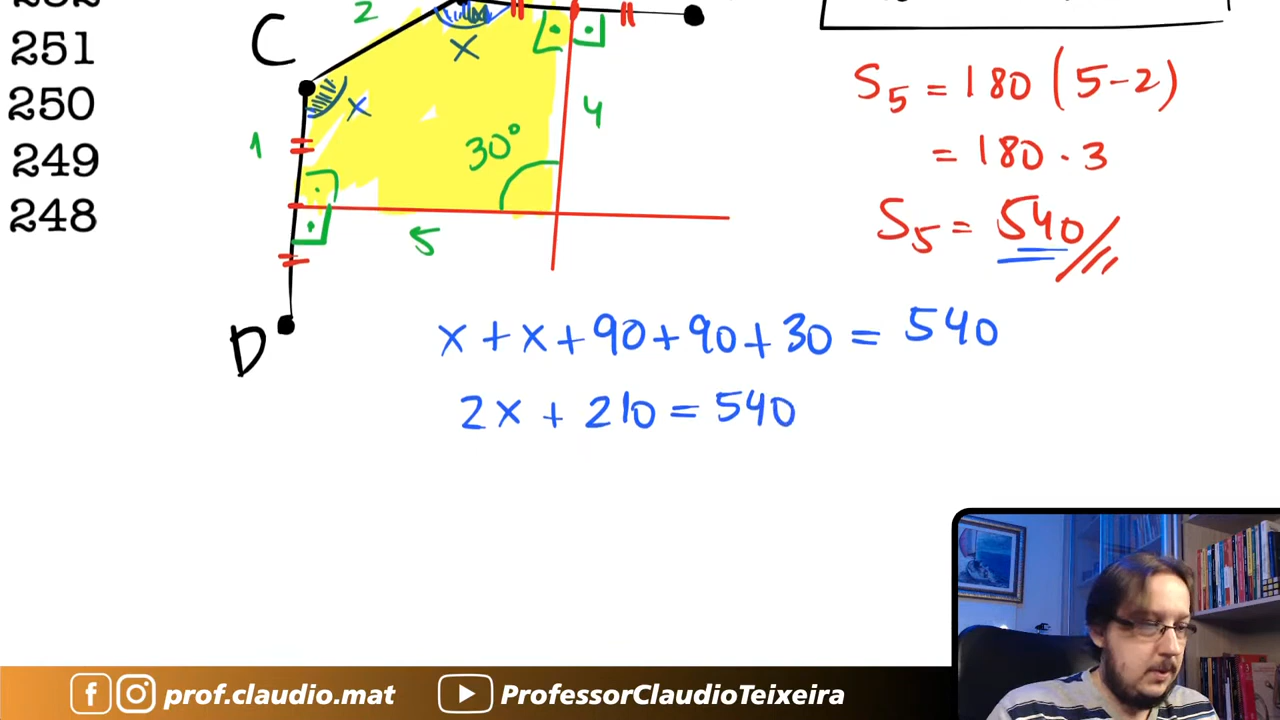 251
250
249
248
2
C
x
x
1
30°
4
5
D
S5 = 180 (5-2)
= 180 · 3
S5 = 540
x + x + 90 + 90 + 30 = 540
2x + 210 = 540
prof.claudio.mat
ProfessorClaudioTeixeira